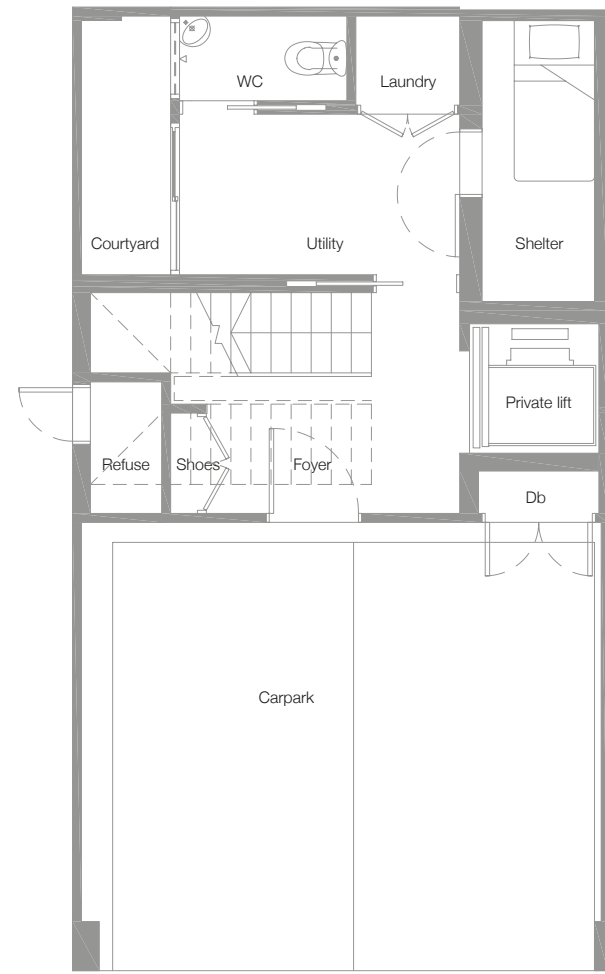 WC
Laundry
Courtyard
Utility
Shelter
Private lift
Refuse
Shoes
Foyer
Db
Carpark